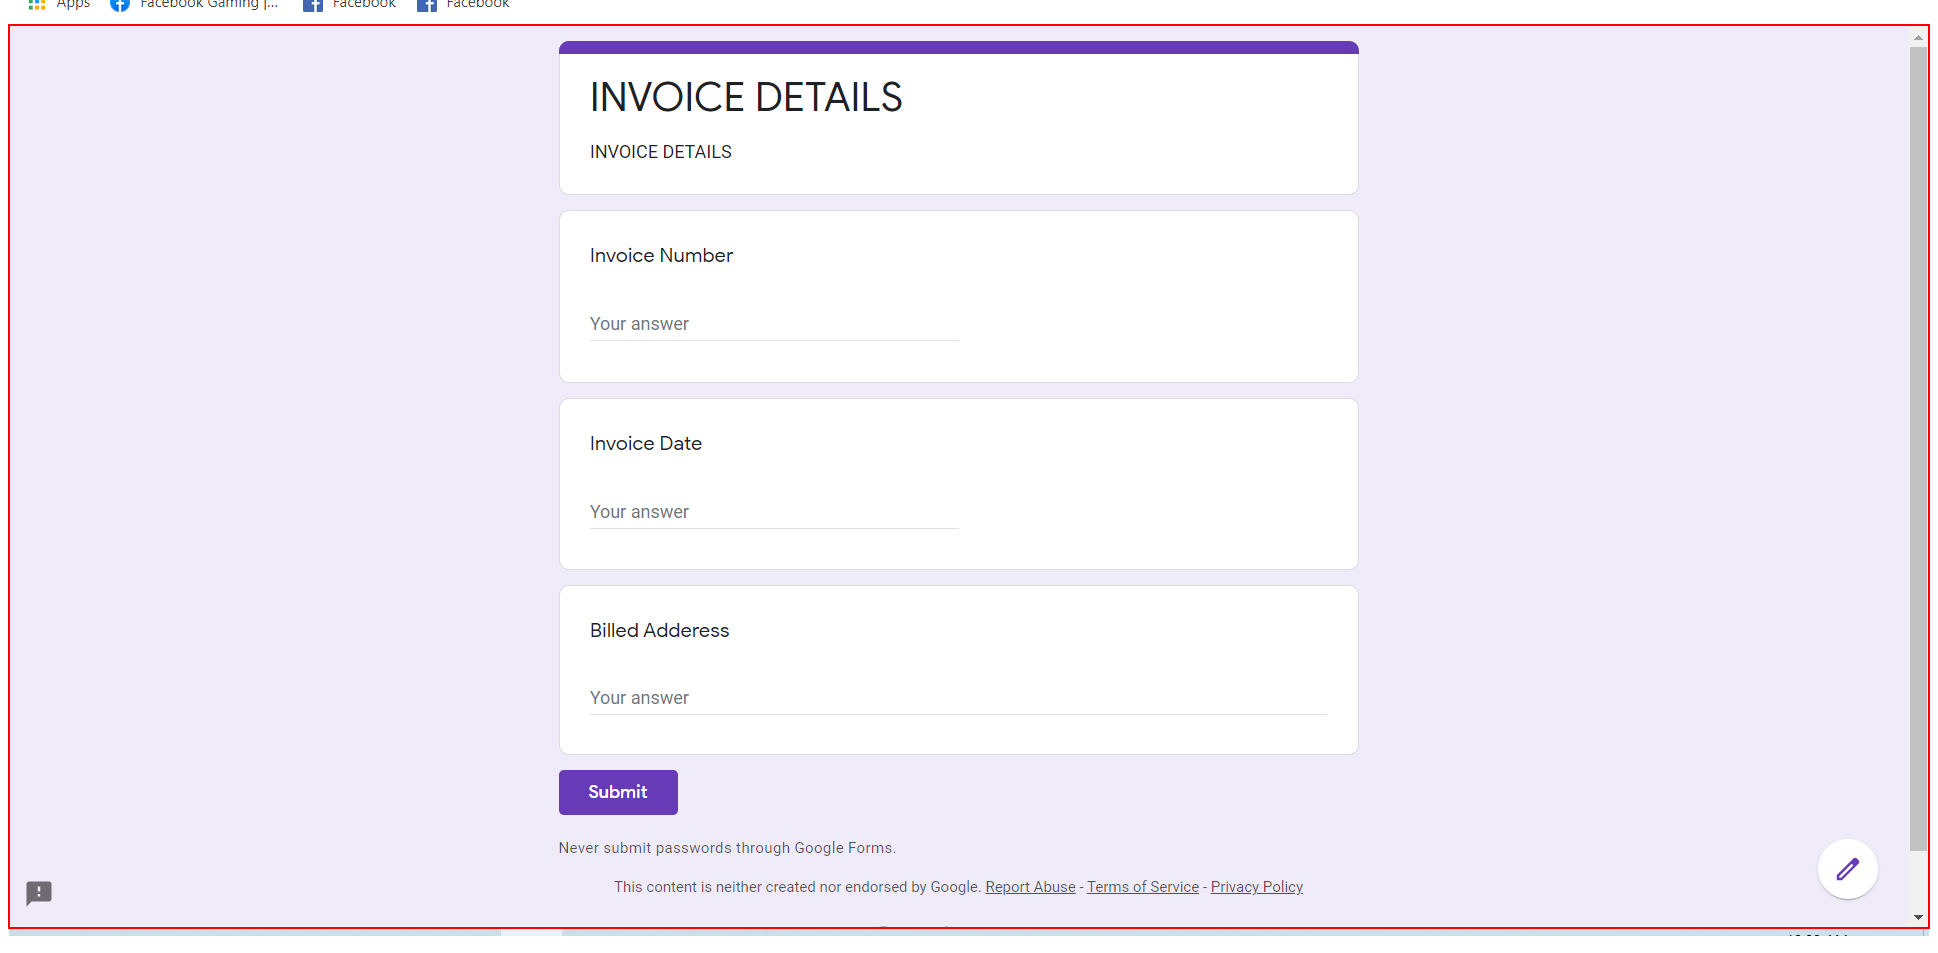 Apps Facebook Gaming |... Facebook Facebook
INVOICE DETAILS
INVOICE DETAILS
Invoice Number
Your answer
Invoice Date
Your answer
Billed Adderess
Your answer
Submit
Never submit passwords through Google Forms.
This content is neither created nor endorsed by Google. Report Abuse - Terms of Service - Privacy Policy